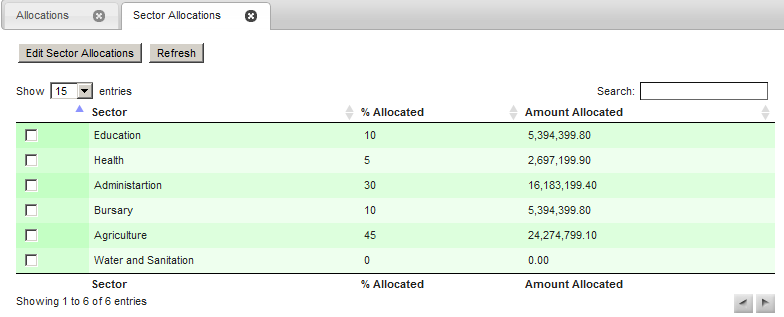 Allocations Sector Allocations
Edit Sector Allocations Refresh
Show 15 entries Search:
Sector % Allocated Amount Allocated
Education 10 5,394,399.80
Health 5 2,697,199.90
Administartion 30 16,183,199.40
Bursary 10 5,394,399.80
Agriculture 45 24,274,799.10
Water and Sanitation 0 0.00
Sector % Allocated Amount Allocated
Showing 1 to 6 of 6 entries